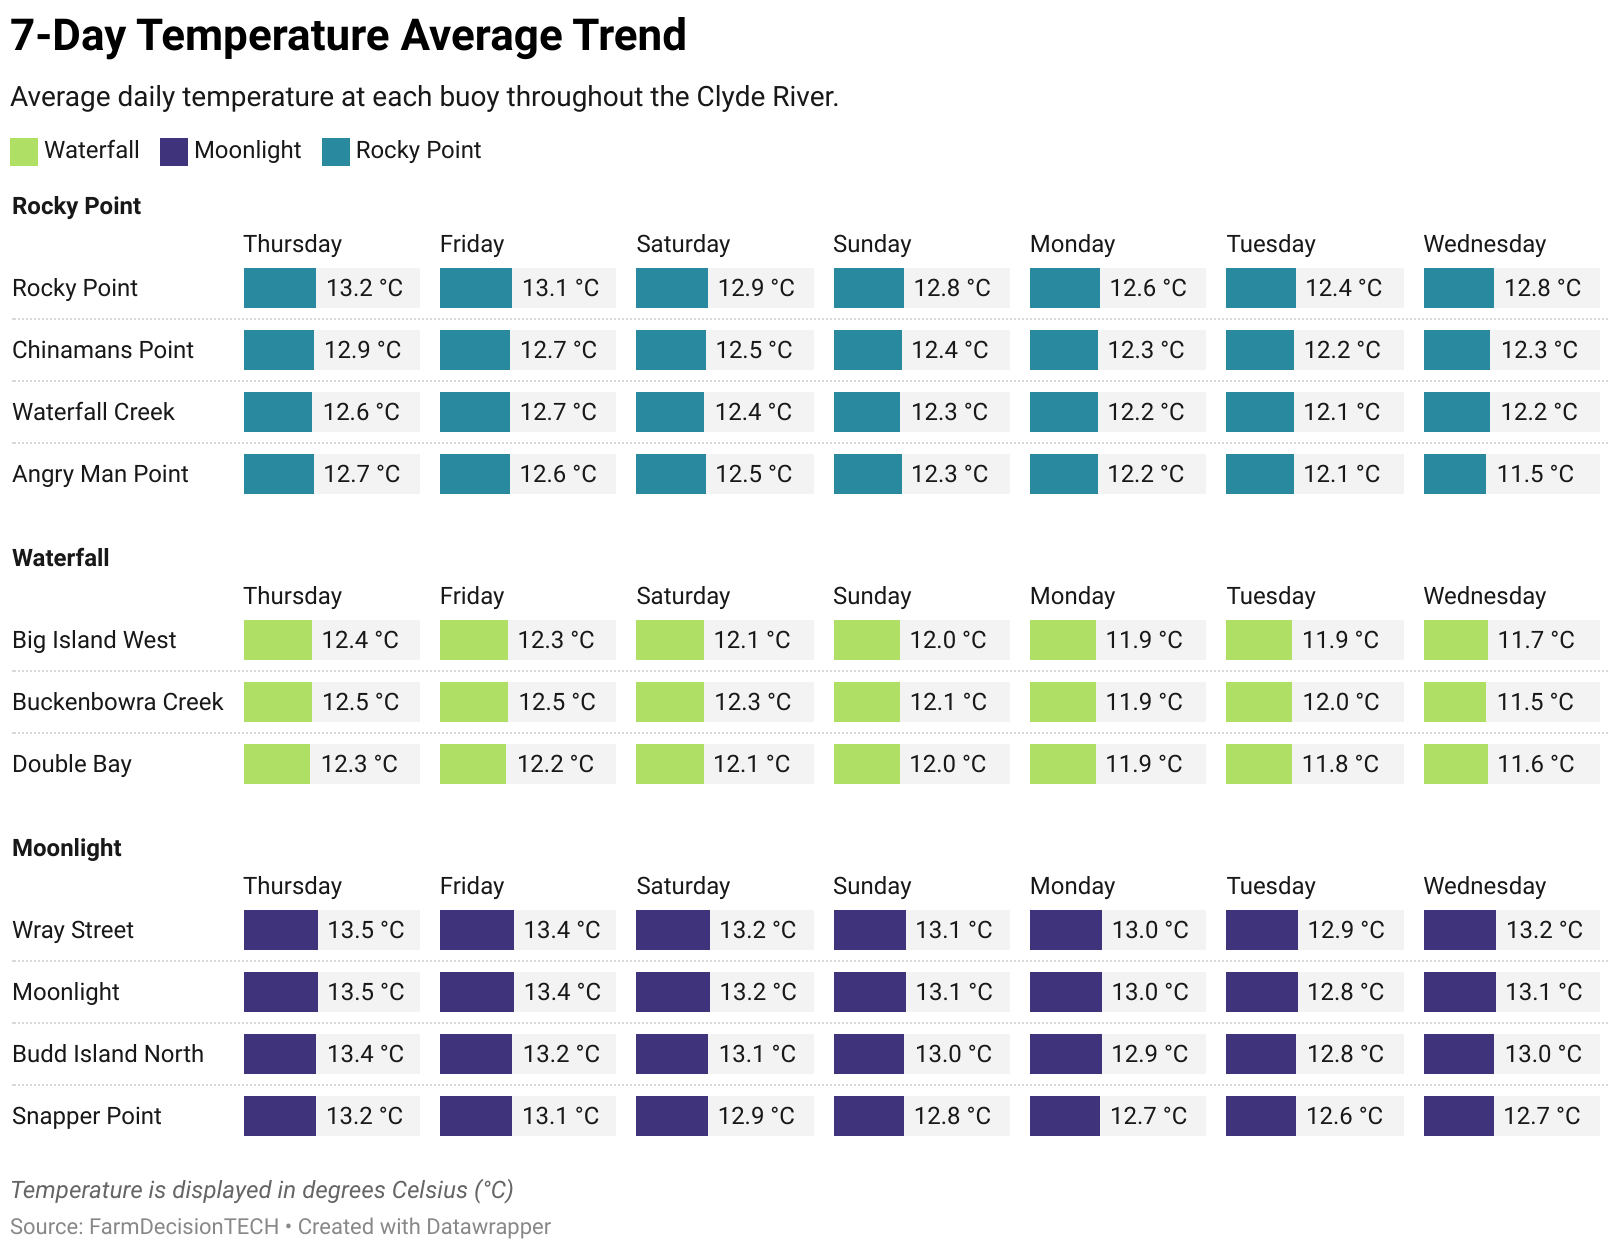 7-Day Temperature Average Trend
Average daily temperature at each buoy throughout the Clyde River.
Waterfall Moonlight Rocky Point
Rocky Point
Thursday Friday Saturday Sunday Monday Tuesday Wednesday
Rocky Point 13.2 °C 13.1 °C 12.9 °C 12.8 °C 12.6 °C 12.4 °C 12.8 °C
Chinamans Point 12.9 °C 12.7 °C 12.5 °C 12.4 °C 12.3 °C 12.2 °C 12.3 °C
Waterfall Creek 12.6 °C 12.7 °C 12.4 °C 12.3 °C 12.2 °C 12.1 °C 12.2 °C
Angry Man Point 12.7 °C 12.6 °C 12.5 °C 12.3 °C 12.2 °C 12.1 °C 11.5 °C
Waterfall
Thursday Friday Saturday Sunday Monday Tuesday Wednesday
Big Island West 12.4 °C 12.3 °C 12.1 °C 12.0 °C 11.9 °C 11.9 °C 11.7 °C
Buckenbowra Creek 12.5 °C 12.5 °C 12.3 °C 12.1 °C 11.9 °C 12.0 °C 11.5 °C
Double Bay 12.3 °C 12.2 °C 12.1 °C 12.0 °C 11.9 °C 11.8 °C 11.6 °C
Moonlight
Thursday Friday Saturday Sunday Monday Tuesday Wednesday
Wray Street 13.5 °C 13.4 °C 13.2 °C 13.1 °C 13.0 °C 12.9 °C 13.2 °C
Moonlight 13.5 °C 13.4 °C 13.2 °C 13.1 °C 13.0 °C 12.8 °C 13.1 °C
Budd Island North 13.4 °C 13.2 °C 13.1 °C 13.0 °C 12.9 °C 12.8 °C 13.0 °C
Snapper Point 13.2 °C 13.1 °C 12.9 °C 12.8 °C 12.7 °C 12.6 °C 12.7 °C
Temperature is displayed in degrees Celsius (°C)
Source: FarmDecisionTECH • Created with Datawrapper